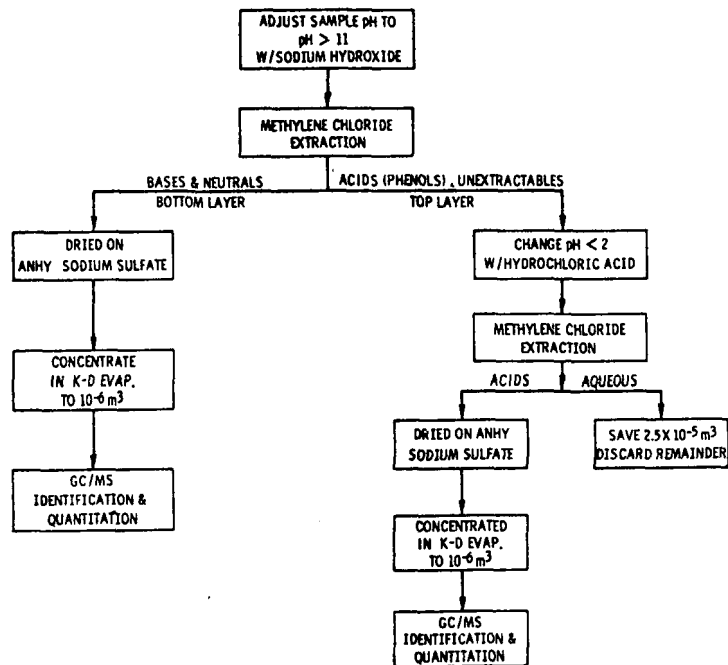 ADJUST SAMPLE pH TO
pH > 11
W/SODIUM HYDROXIDE
METHYLENE CHLORIDE
EXTRACTION
BASES & NEUTRALS
BOTTOM LAYER
ACIDS (PHENOLS), UNEXTRACTABLES
TOP LAYER
DRIED ON
ANHY SODIUM SULFATE
CONCENTRATE
IN K-D EVAP.
TO 10⁻⁶ m³
GC/MS
IDENTIFICATION &
QUANTITATION
CHANGE pH < 2
W/HYDROCHLORIC ACID
METHYLENE CHLORIDE
EXTRACTION
ACIDS
AQUEOUS
DRIED ON ANHY
SODIUM SULFATE
CONCENTRATED
IN K-D EVAP.
TO 10⁻⁶ m³
GC/MS
IDENTIFICATION &
QUANTITATION
SAVE 2.5 X 10⁻⁵ m³
DISCARD REMAINDER